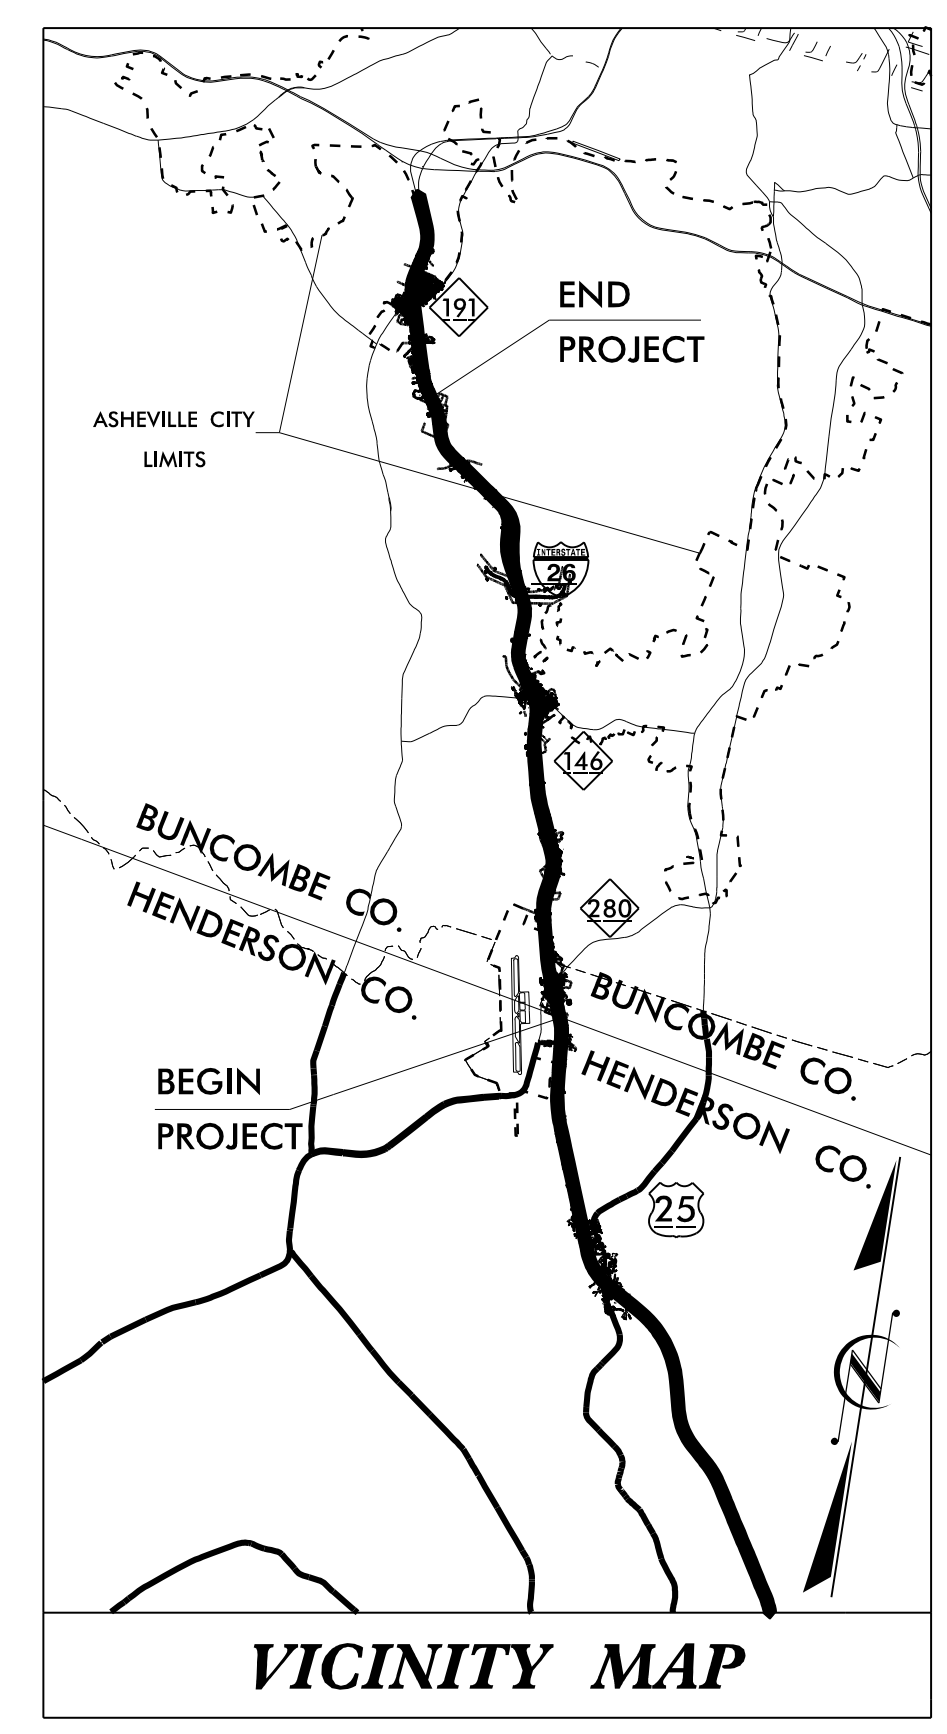 END
PROJECT
191
ASHEVILLE CITY
LIMITS
INTERSTATE
26
146
BUNCOMBE CO.
HENDERSON CO.
280
BUNCOMBE CO.
HENDERSON CO.
BEGIN
PROJECT
25
N
VICINITY MAP